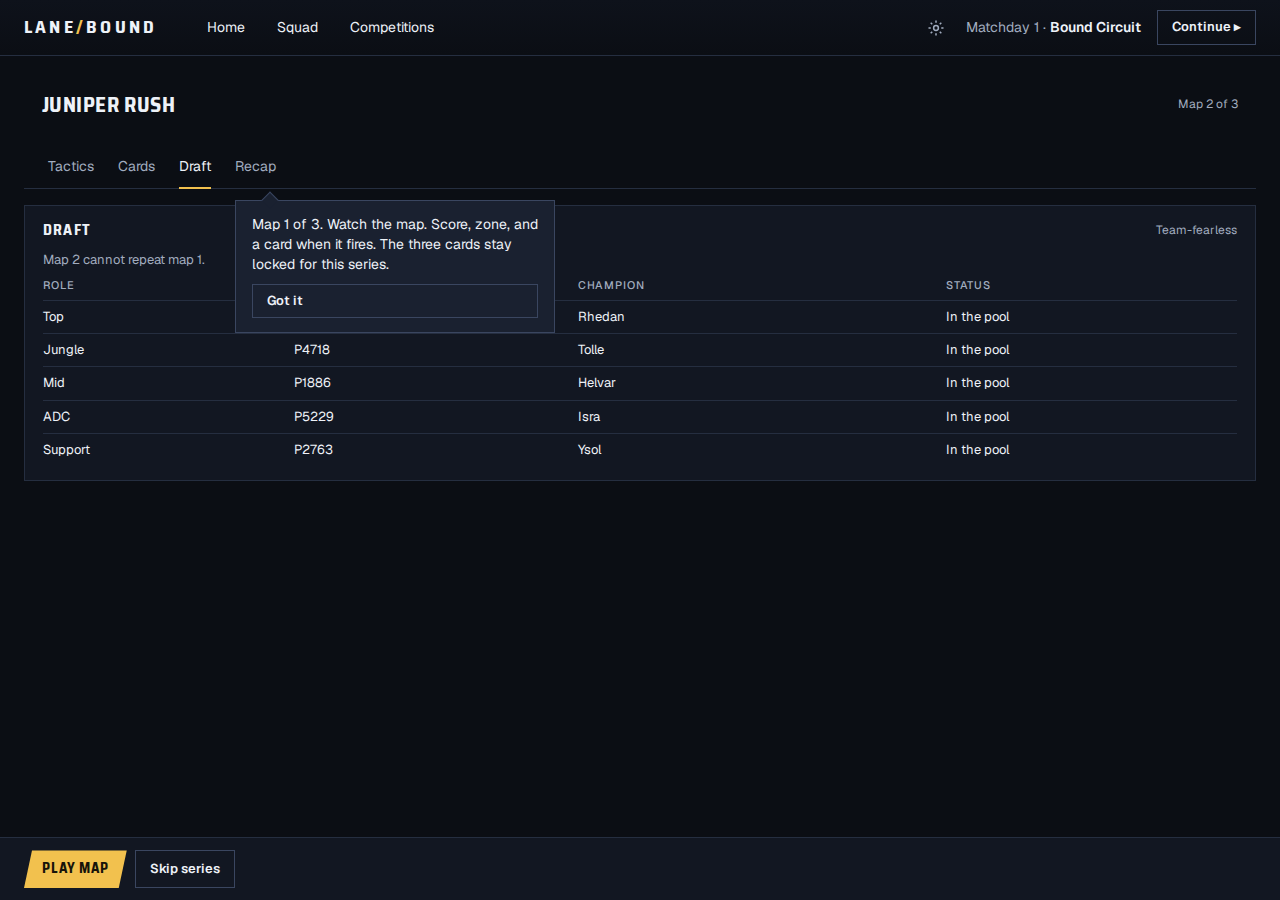 LANE/BOUND
Home Squad Competitions
Matchday 1 · Bound Circuit
Continue ▸
JUNIPER RUSH
Map 2 of 3
Tactics Cards Draft Recap
Map 1 of 3. Watch the map. Score, zone, and
a card when it fires. The three cards stay
locked for this series.
Got it
DRAFT
Team-fearless
Map 2 cannot repeat map 1.
ROLE CHAMPION STATUS
Top Rhedan In the pool
Jungle P4718 Tolle In the pool
Mid P1886 Helvar In the pool
ADC P5229 Isra In the pool
Support P2763 Ysol In the pool
PLAY MAP
Skip series